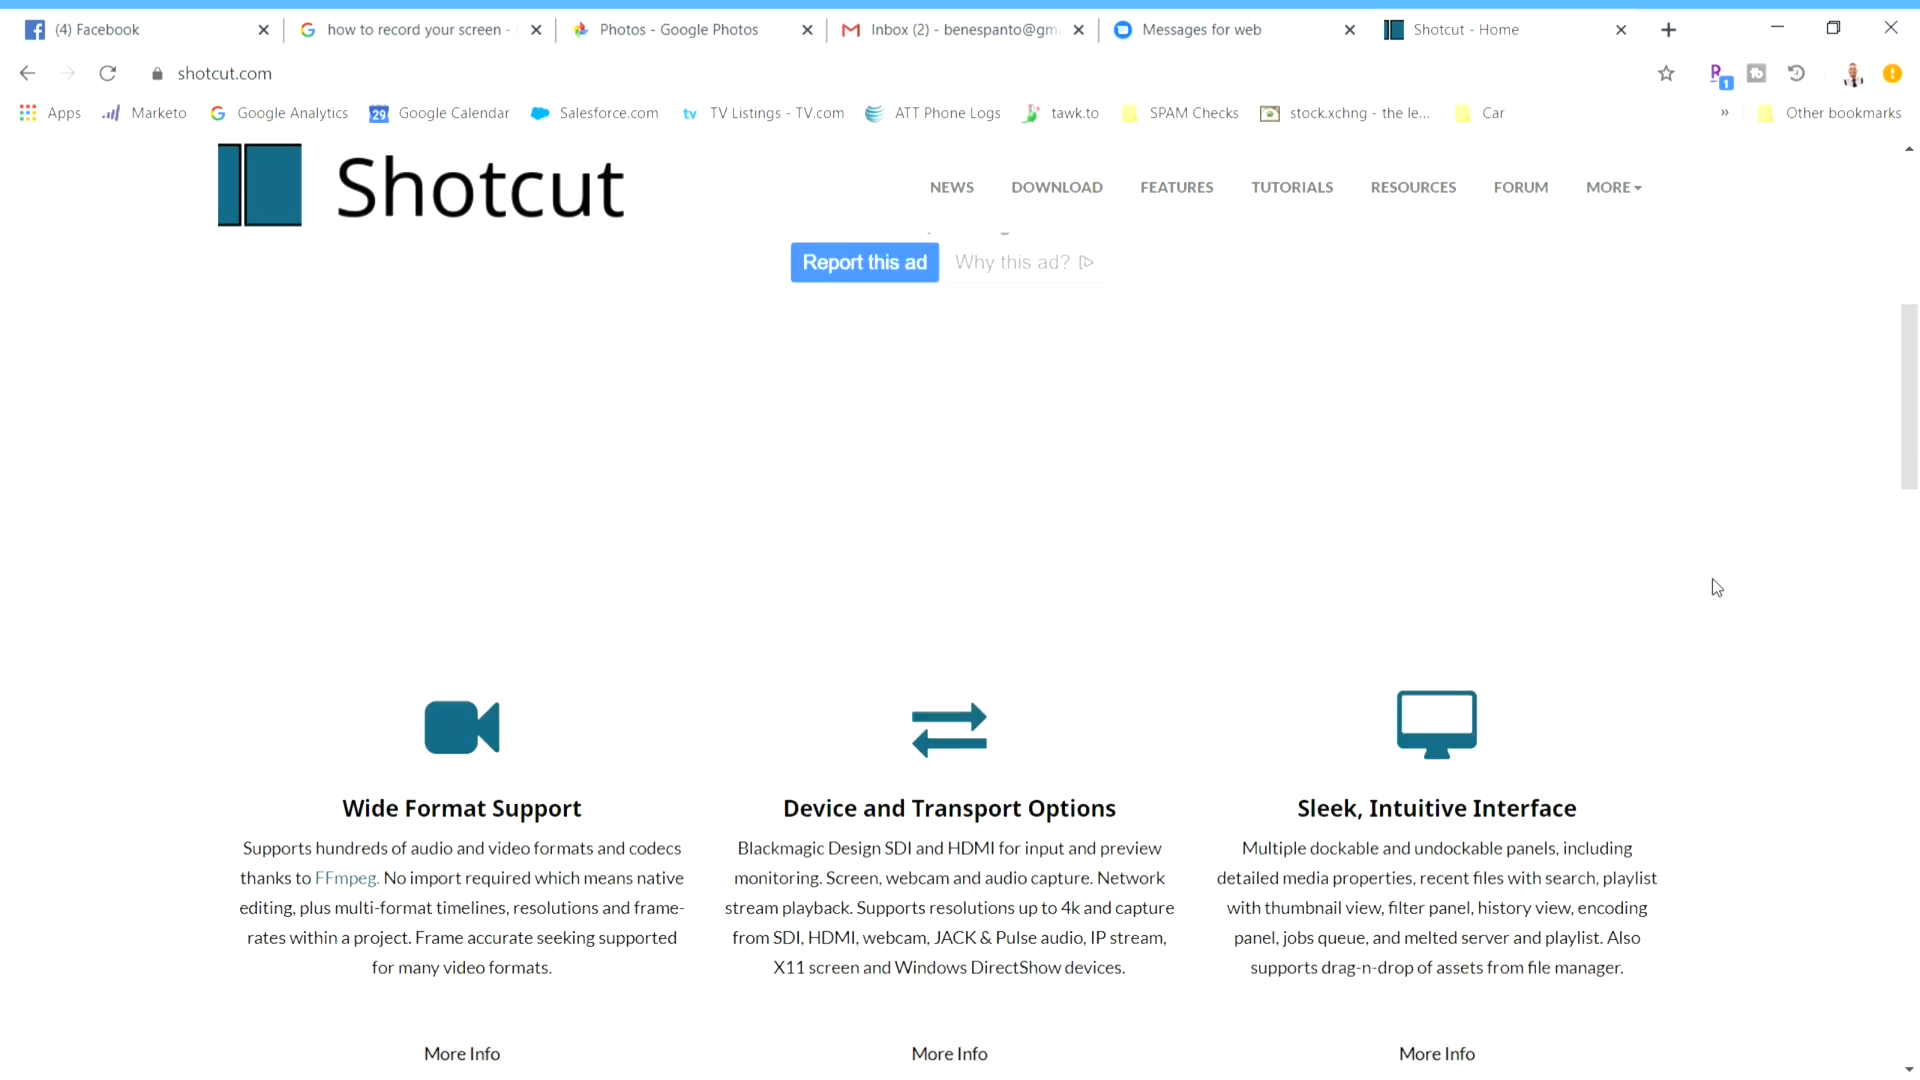 (4) Facebook
how to record your screen -
Photos - Google Photos
Inbox (2) - benespanto@gm
Messages for web
Shotcut - Home
shotcut.com
1
Apps
Marketo
Google Analytics
29
Google Calendar
Salesforce.com
tv
TV Listings - TV.com
ATT Phone Logs
tawk.to
SPAM Checks
stock.xchng - the le...
Car
»
Other bookmarks
Shotcut
NEWS
DOWNLOAD
FEATURES
TUTORIALS
RESOURCES
FORUM
MORE
Report this ad
Why this ad?
Wide Format Support
Supports hundreds of audio and video formats and codecs
thanks to FFmpeg. No import required which means native
editing, plus multi-format timelines, resolutions and frame-
rates within a project. Frame accurate seeking supported
for many video formats.
More Info
Device and Transport Options
Blackmagic Design SDI and HDMI for input and preview
monitoring. Screen, webcam and audio capture. Network
stream playback. Supports resolutions up to 4k and capture
from SDI, HDMI, webcam, JACK & Pulse audio, IP stream,
X11 screen and Windows DirectShow devices.
More Info
Sleek, Intuitive Interface
Multiple dockable and undockable panels, including
detailed media properties, recent files with search, playlist
with thumbnail view, filter panel, history view, encoding
panel, jobs queue, and melted server and playlist. Also
supports drag-n-drop of assets from file manager.
More Info